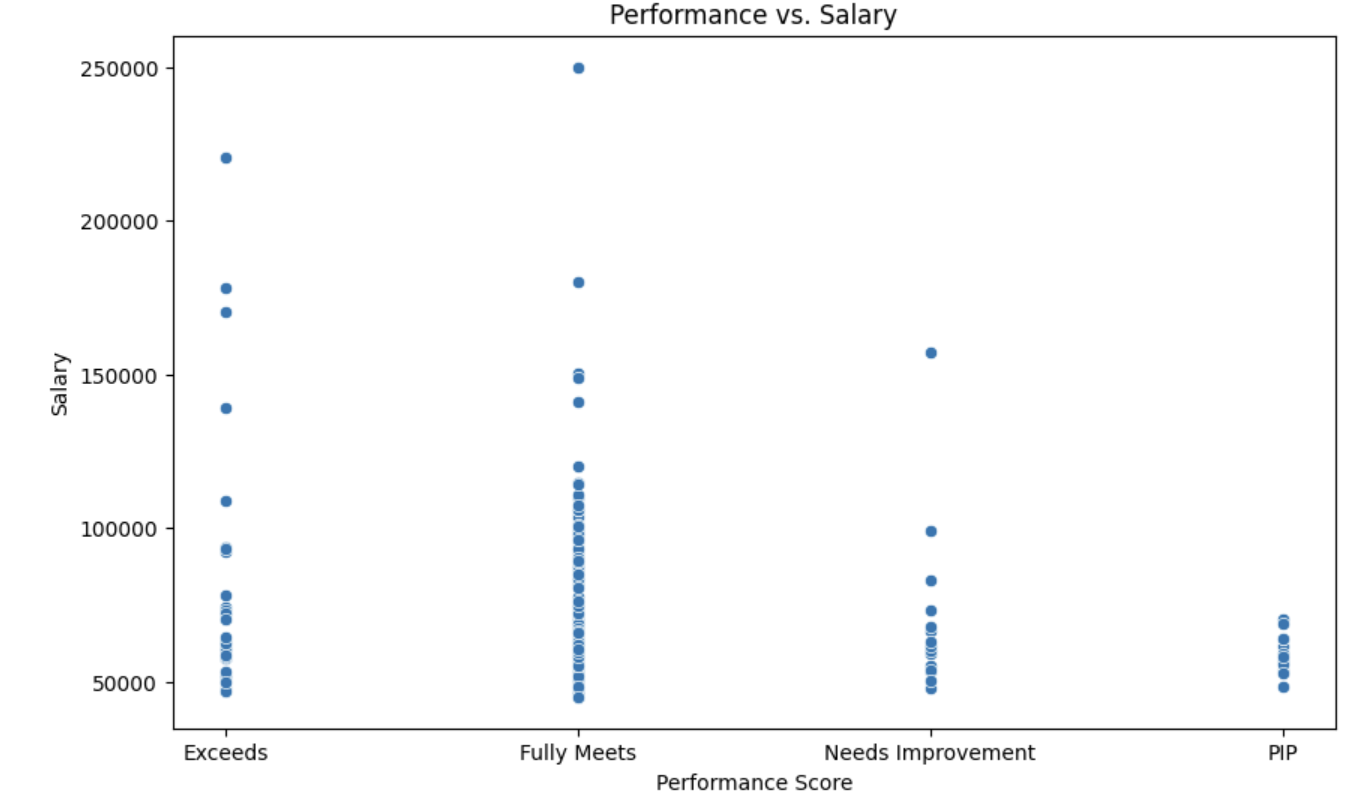 Performance vs. Salary
250000
200000
150000
100000
50000
Salary
Exceeds Fully Meets Needs Improvement PIP
Performance Score